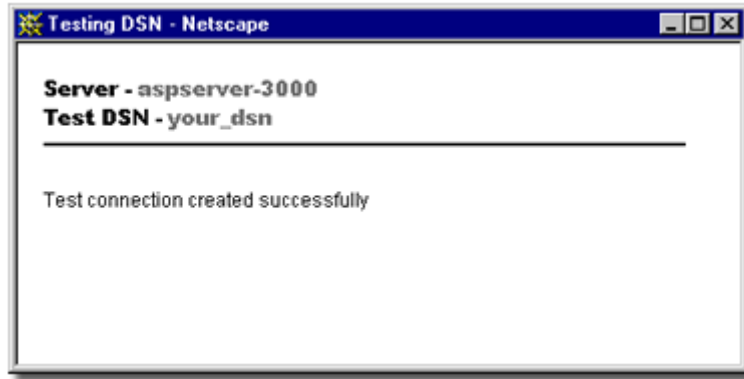 Testing DSN - Netscape
Server - aspserver-3000
Test DSN - your_dsn
Test connection created successfully